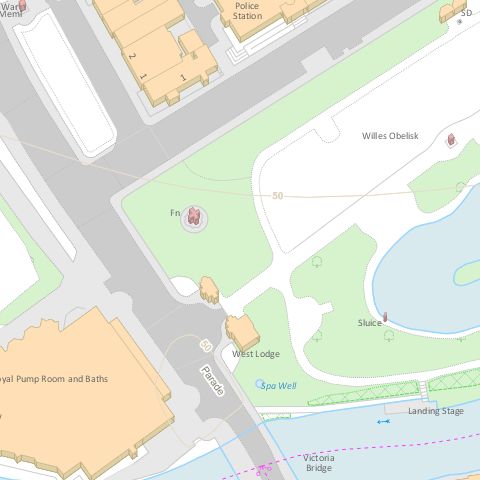 War
Meml
Police
Station
SD
2
1
1
Willes Obelisk
50
Fn
Sluice
50
West Lodge
oyal Pump Room and Baths
Parade
Spa Well
Landing Stage
Victoria
Bridge